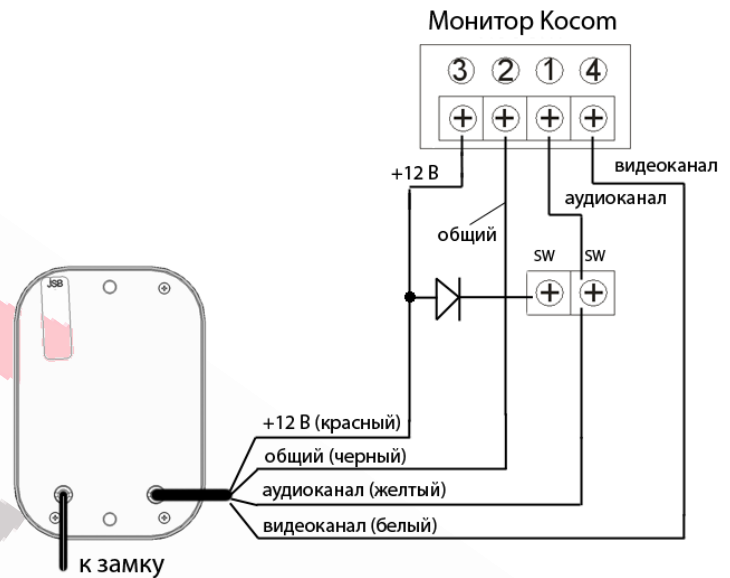 Монитор Kocom
3 2 1 4
+12 В
видеоканал
аудиоканал
общий
SW SW
JSB
+12 В (красный)
общий (черный)
аудиоканал (желтый)
видеоканал (белый)
к замку